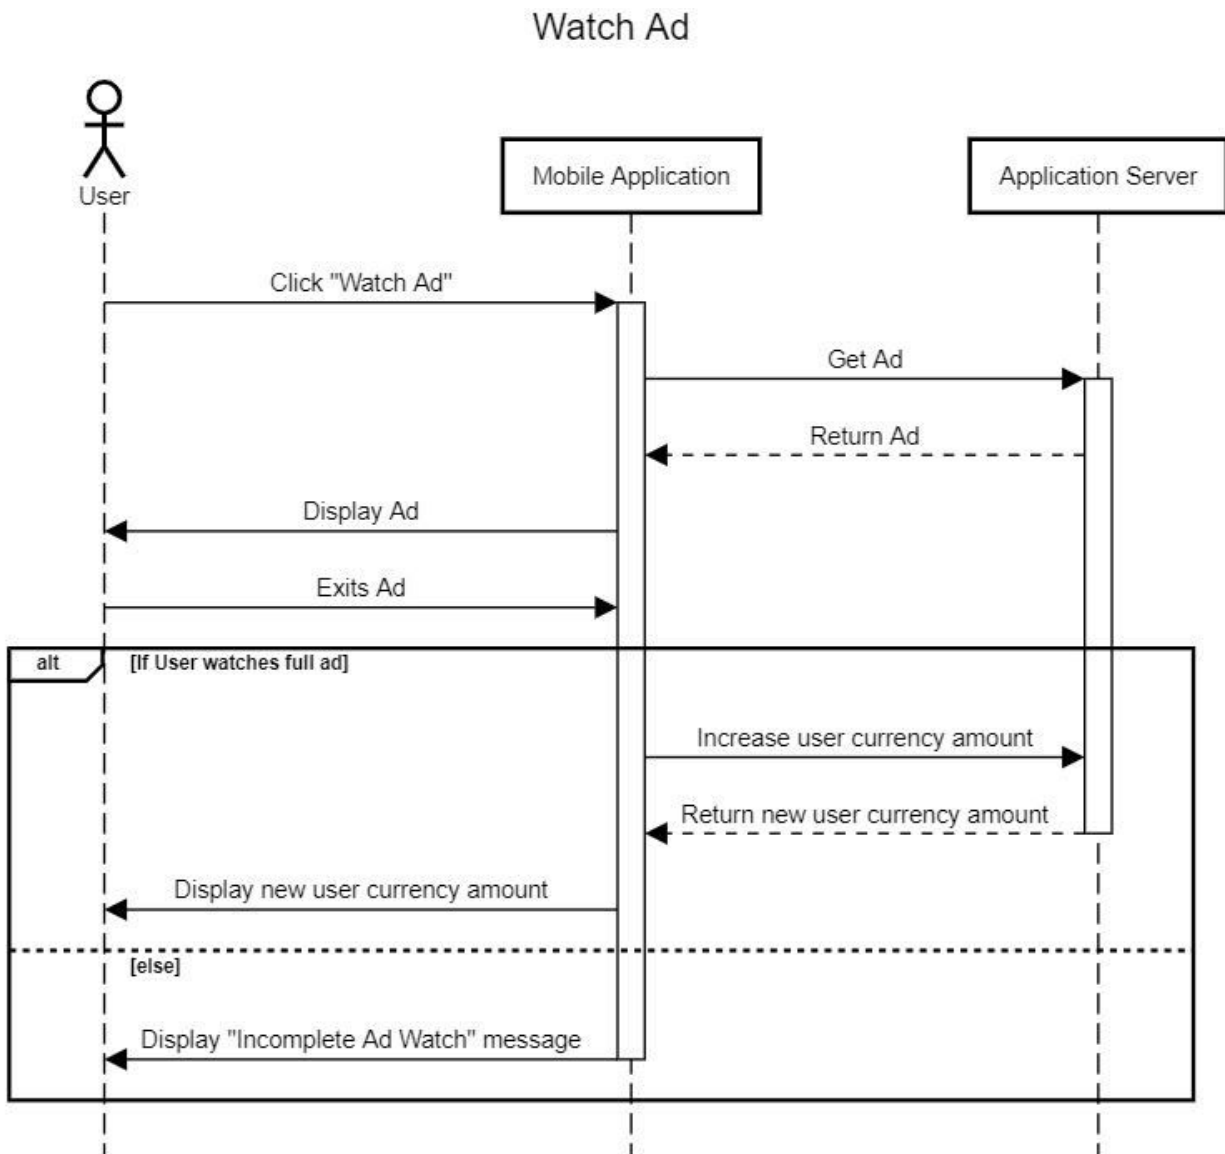 Watch Ad
User
Mobile Application
Application Server
Click "Watch Ad"
Get Ad
Return Ad
Display Ad
Exits Ad
alt
[If User watches full ad]
Increase user currency amount
Return new user currency amount
Display new user currency amount
[else]
Display "Incomplete Ad Watch" message